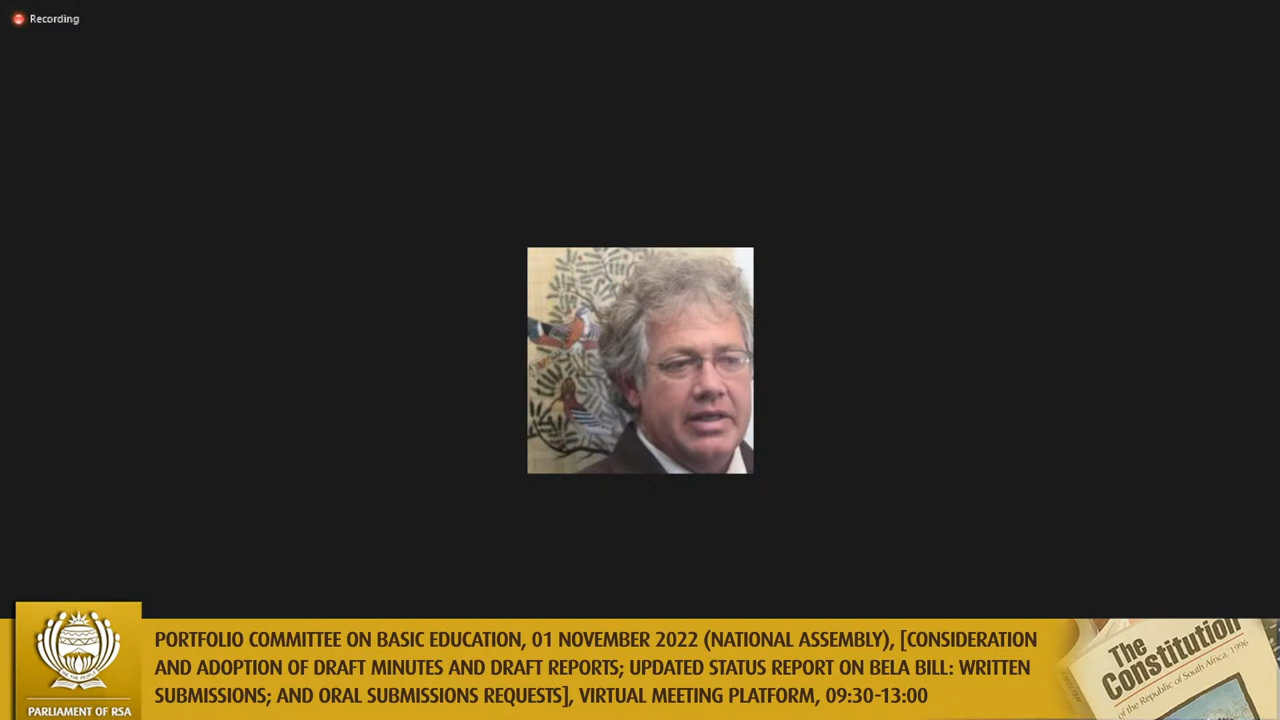 Recording
PORTFOLIO COMMITTEE ON BASIC EDUCATION, 01 NOVEMBER 2022 (NATIONAL ASSEMBLY), [CONSIDERATION
AND ADOPTION OF DRAFT MINUTES AND DRAFT REPORTS; UPDATED STATUS REPORT ON BELA BILL: WRITTEN
SUBMISSIONS; AND ORAL SUBMISSIONS REQUESTS], VIRTUAL MEETING PLATFORM, 09:30-13:00
PARLIAMENT OF RSA
The
Constitution
of the Republic of South Africa, 1996